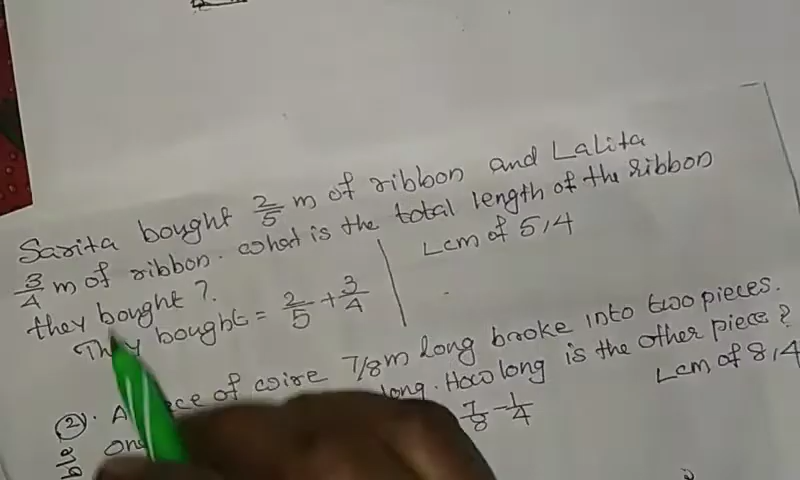 Sarita bought 2/5 m of ribbon and Lalita
3/4 m of ribbon. What is the total length of the ribbon
they bought?
They bought = 2/5 + 3/4
Lcm of 5,4
(2). A piece of wire 7/8m long broke into two pieces.
One long. How long is the other piece?
7/8 - 1/4
Lcm of 8,4